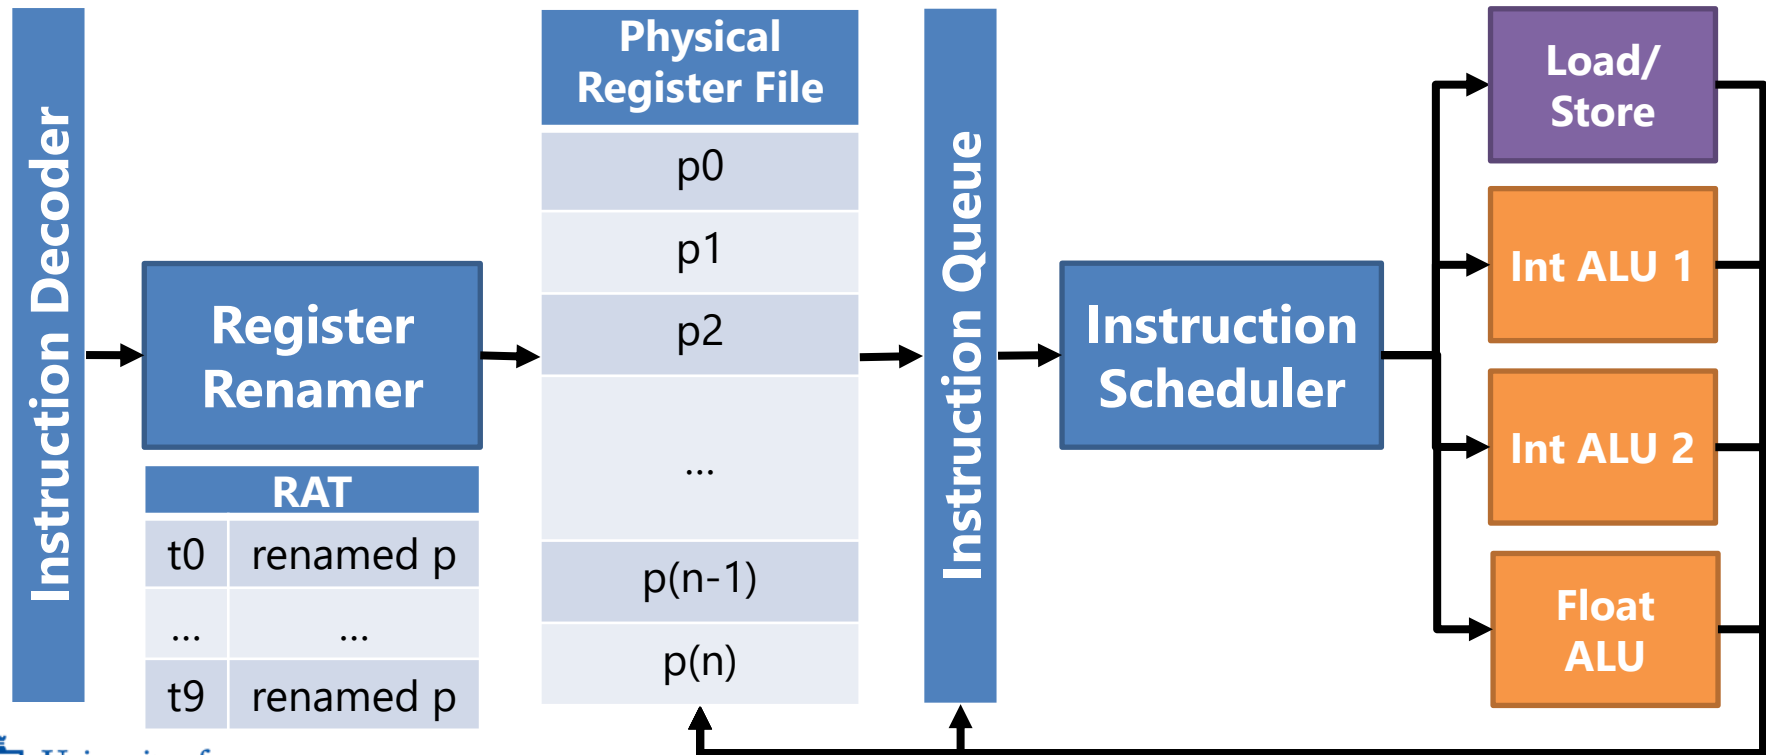 Instruction Decoder
Register
Renamer
RAT
t0 renamed p
... ...
t9 renamed p
Physical
Register File
p0
p1
p2
...
p(n-1)
p(n)
Instruction Queue
Instruction
Scheduler
Load/
Store
Int ALU 1
Int ALU 2
Float
ALU